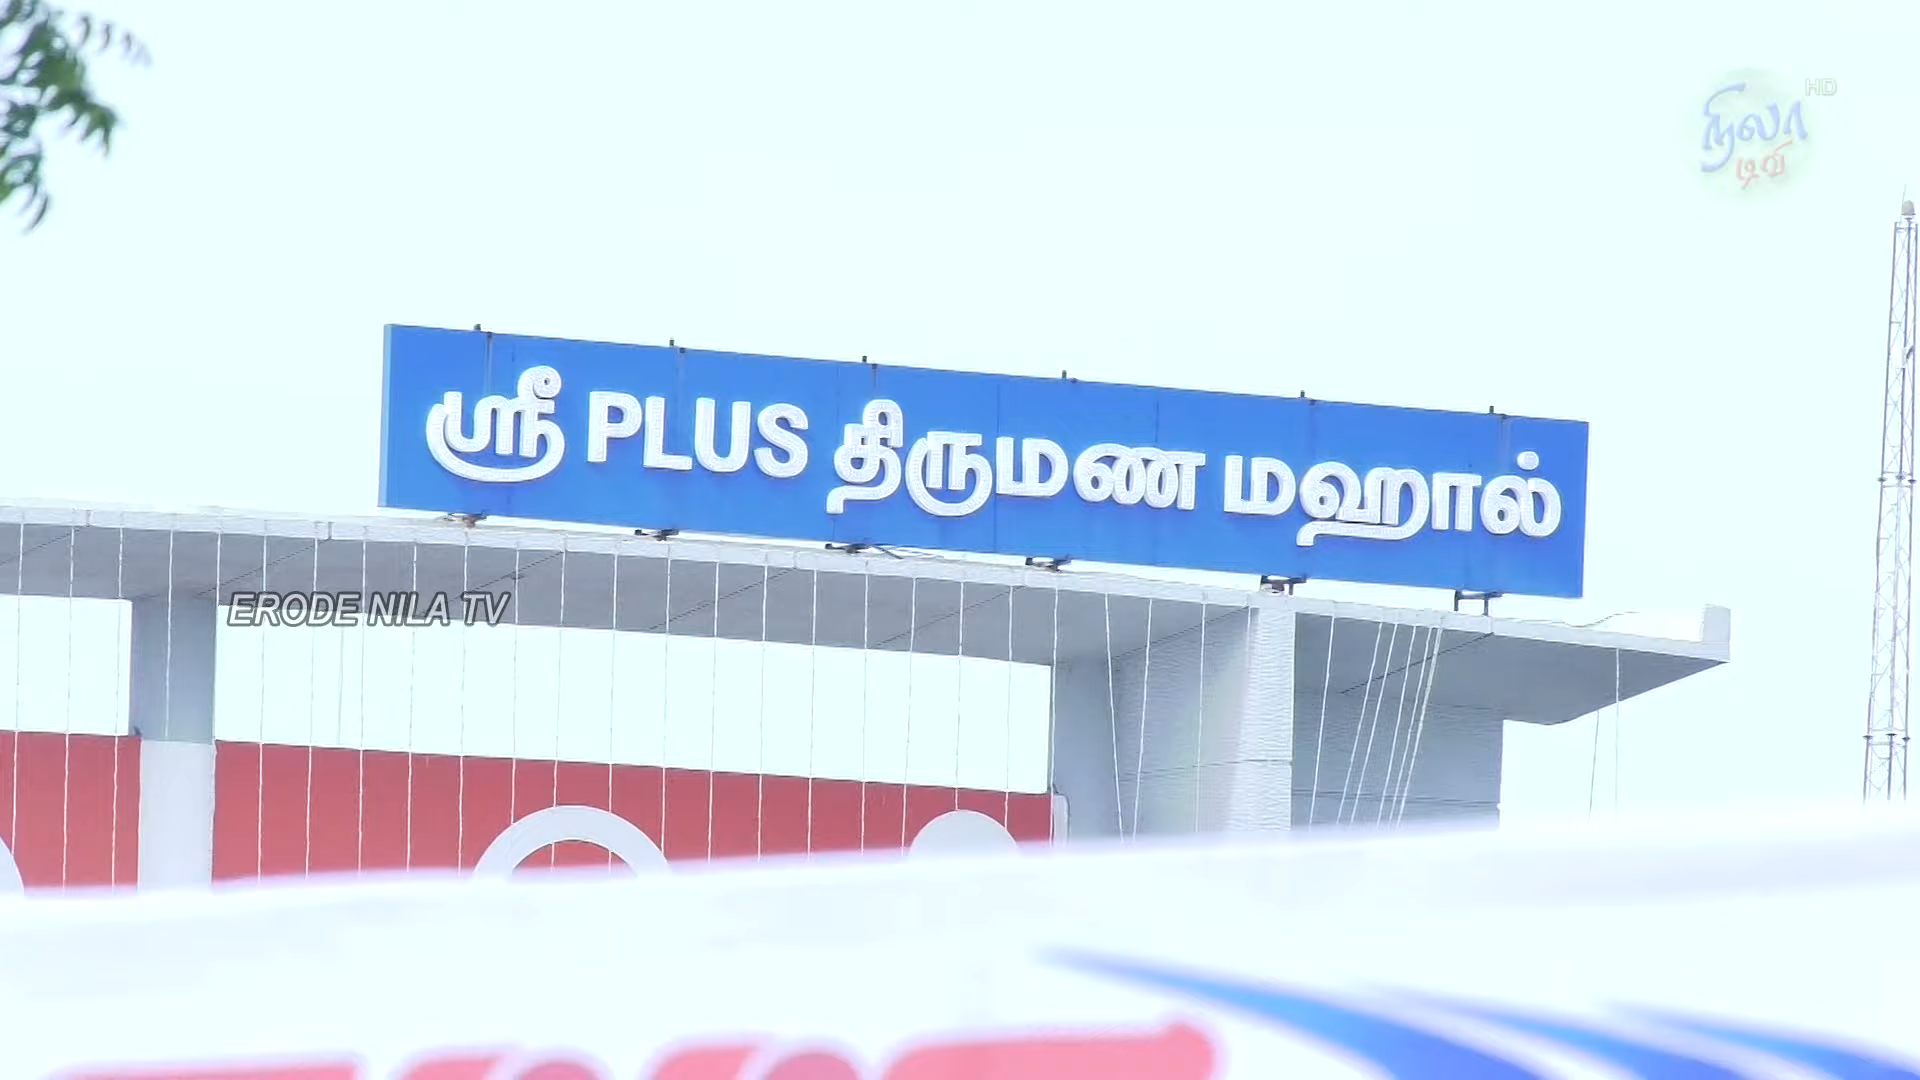 நிலா HD
டிவி
ஸ்ரீ PLUS திருமண மஹால்
ERODE NILA TV